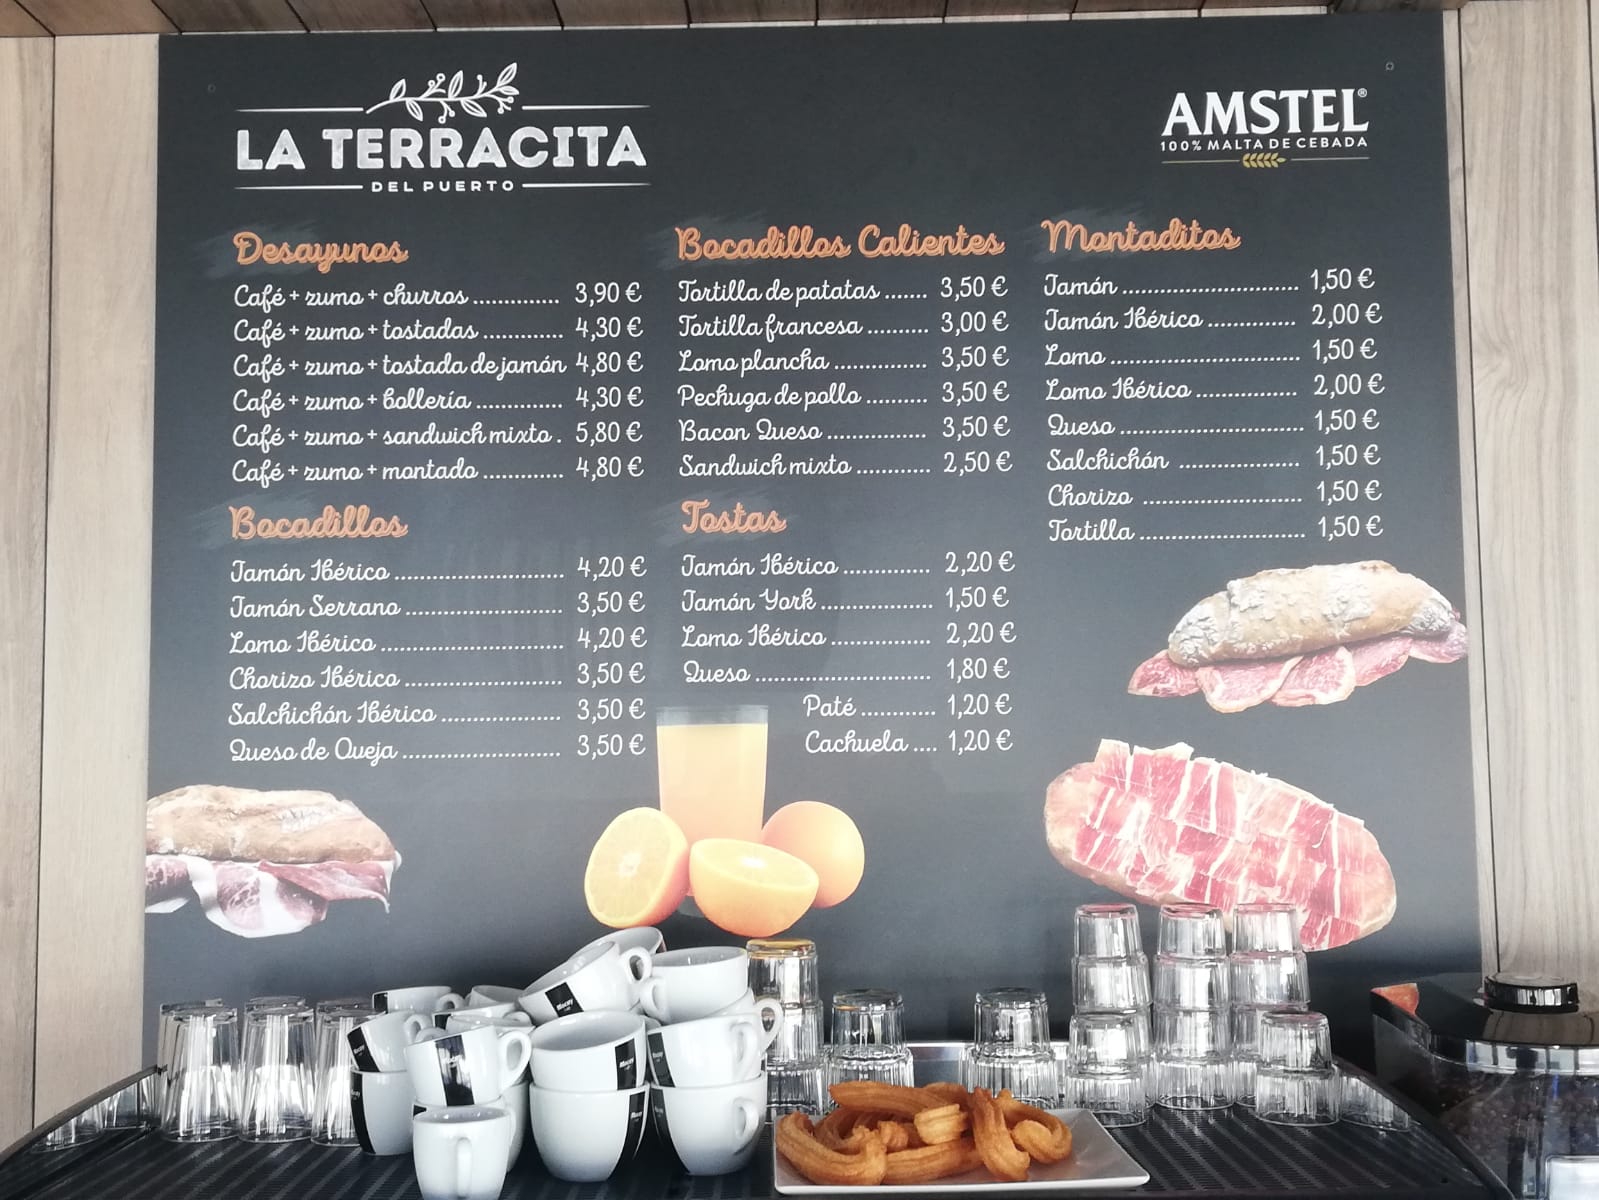 LA TERRACITA
DEL PUERTO
AMSTEL®
100% MALTA DE CEBADA
Desayunos
Café + zumo + churros .............. 3,90 €
Café + zumo + tostadas ............. 4,30 €
Café + zumo + tostada de jamón 4,80 €
Café + zumo + bollería .............. 4,30 €
Café + zumo + sandwich mixto . 5,80 €
Café + zumo + montado ............. 4,80 €
Bocadillos
Jamón Ibérico ............................ 4,20 €
Jamón Serrano .......................... 3,50 €
Lomo Ibérico .............................. 4,20 €
Chorizo Ibérico .......................... 3,50 €
Salchichón Ibérico .................... 3,50 €
Queso de Oveja .......................... 3,50 €
Bocadillos Calientes
Tortilla de patatas ....... 3,50 €
Tortilla francesa .......... 3,00 €
Lomo plancha ............... 3,50 €
Pechuga de pollo .......... 3,50 €
Bacon Queso ................ 3,50 €
Sandwich mixto ............ 2,50 €
Tostas
Jamón Ibérico .............. 2,20 €
Jamón York .................. 1,50 €
Lomo Ibérico ................ 2,20 €
Queso ............................. 1,80 €
Paté ............ 1,20 €
Cachuela .... 1,20 €
Montaditos
Jamón ............................. 1,50 €
Jamón Ibérico .............. 2,00 €
Lomo ............................... 1,50 €
Lomo Ibérico ................. 2,00 €
Queso .............................. 1,50 €
Salchichón .................... 1,50 €
Chorizo .......................... 1,50 €
Tortilla ........................... 1,50 €